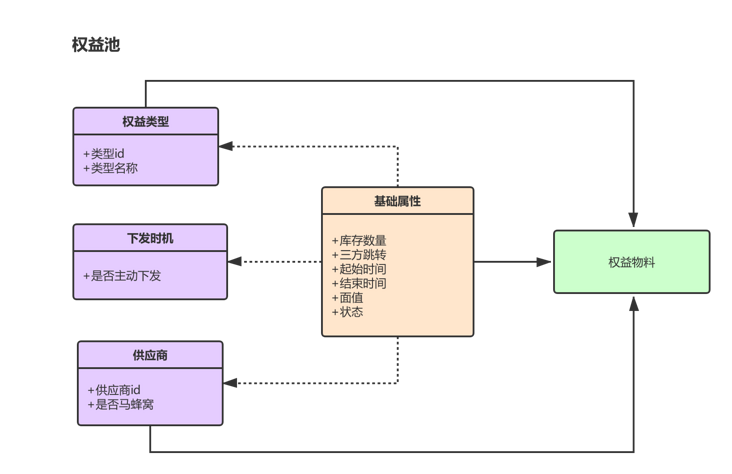 权益池
权益类型
+类型id
+类型名称
下发时机
+是否主动下发
供应商
+供应商id
+是否马蜂窝
基础属性
+库存数量
+三方跳转
+起始时间
+结束时间
+面值
+状态
权益物料